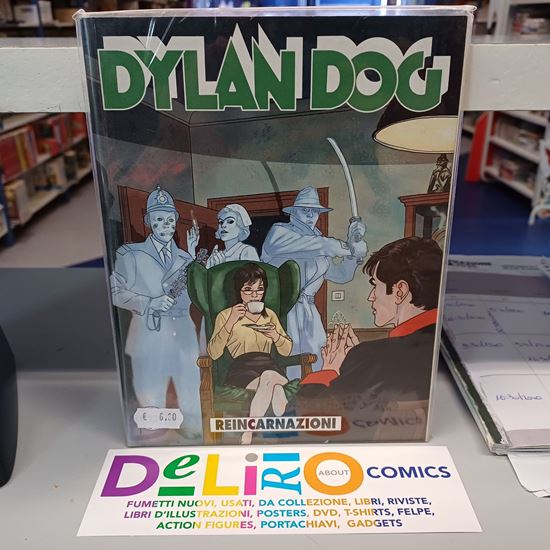 DYLAN DOG
€ 6,00
REINCARNAZIONI
COMICS
DeLiRiO
ABOUT
COMICS
FUMETTI NUOVI, USATI, DA COLLEZIONE, LIBRI, RIVISTE,
LIBRI D'ILLUSTRAZIONI, POSTERS, DVD, T-SHIRTS, FELPE,
ACTION FIGURES, PORTACHIAVI, GADGETS